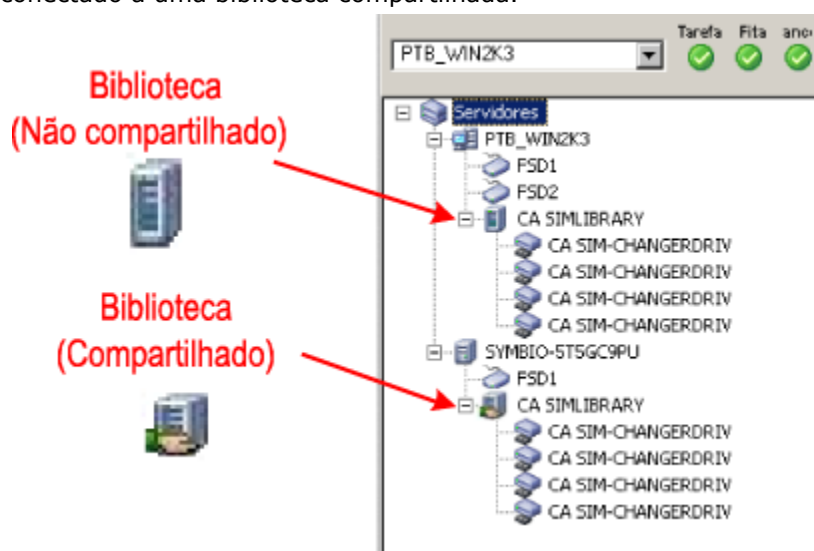 conectado a uma biblioteca compartilhada.
Tarefa Fita
PTB_WIN2K3
Biblioteca
(Não compartilhado)
Servidores
PTB_WIN2K3
FSD1
FSD2
CA SIMLIBRARY
CA SIM-CHANGERDRIV
CA SIM-CHANGERDRIV
CA SIM-CHANGERDRIV
CA SIM-CHANGERDRIV
Biblioteca
(Compartilhado)
SYMBIO-5T5GC9PU
FSD1
CA SIMLIBRARY
CA SIM-CHANGERDRIV
CA SIM-CHANGERDRIV
CA SIM-CHANGERDRIV
CA SIM-CHANGERDRIV